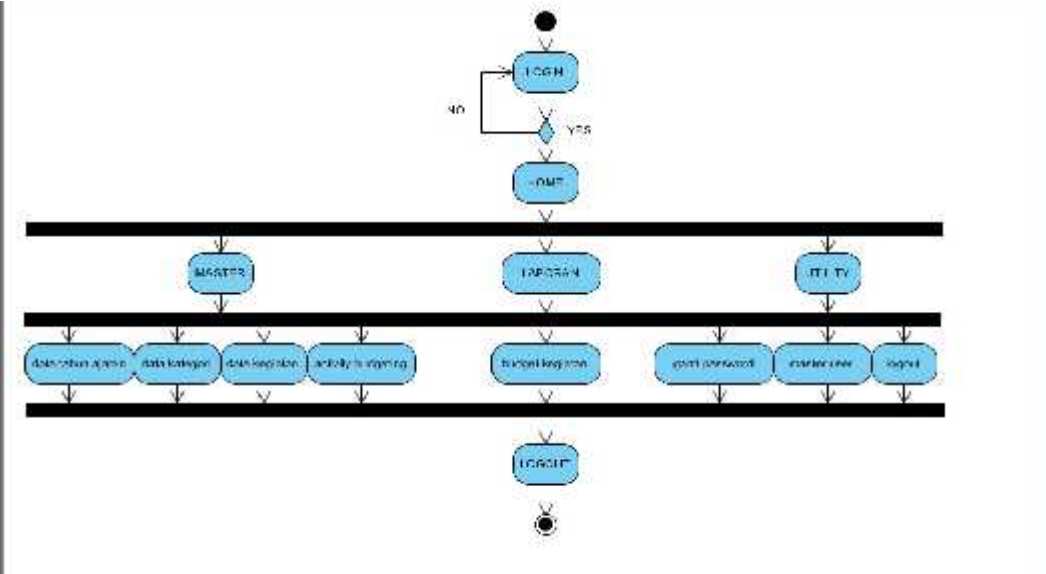 LOGIN
NO
YES
HOME
MASTER
LAPORAN
UTILITY
data tahun ajaran
data kategori
data kegiatan
activity budgeting
budget kegiatan
ganti password
master user
logout
LOGOUT